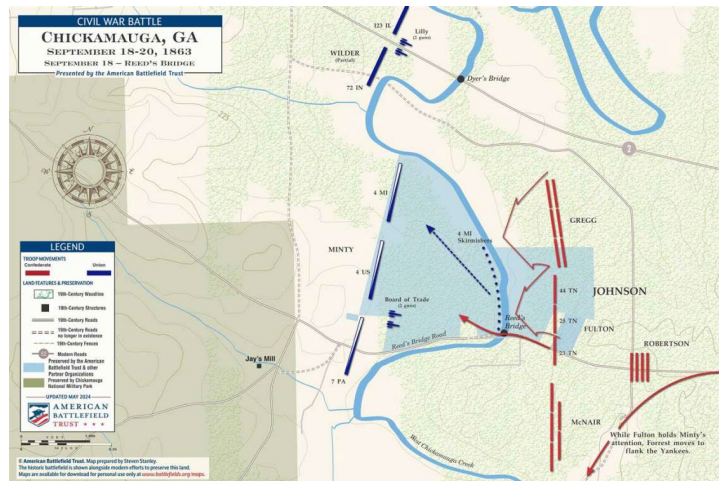 CIVIL WAR BATTLE
CHICKAMAUGA, GA
SEPTEMBER 18-20, 1863
SEPTEMBER 18 – REED'S BRIDGE
Presented by the American Battlefield Trust
123 IL
Lilly
(2 guns)
WILDER
(Partial)
72 IN
Dyer's Bridge
2
225
N
W
E
S
4 MI
GREGG
4 MI
Skirmishers
MINTY
4 US
44 TN
JOHNSON
Board of Trade
(2 guns)
25 TN
Reed's
Bridge
FULTON
Reed's Bridge Road
23 TN
ROBERTSON
Jay's Mill
7 PA
McNAIR
West Chickamauga Creek
While Fulton holds Minty's
attention, Forrest moves to
flank the Yankees.
LEGEND
TROOP MOVEMENTS
Confederate
Union
LAND FEATURES & PRESERVATION
19th-Century Woodline
19th-Century Structures
19th-Century Roads
19th-Century Roads
no longer in existence
19th-Century Fences
Modern Roads
Preserved by the American
Battlefield Trust & other
Partner Organizations
Preserved by Chickamauga
National Military Park
UPDATED MAY 2024
AMERICAN
BATTLEFIELD
TRUST
© American Battlefield Trust. Map prepared by Steven Stanley.
The historic battlefield is shown alongside modern efforts to preserve this land.
Maps are available for download for personal use only at www.battlefields.org/maps.